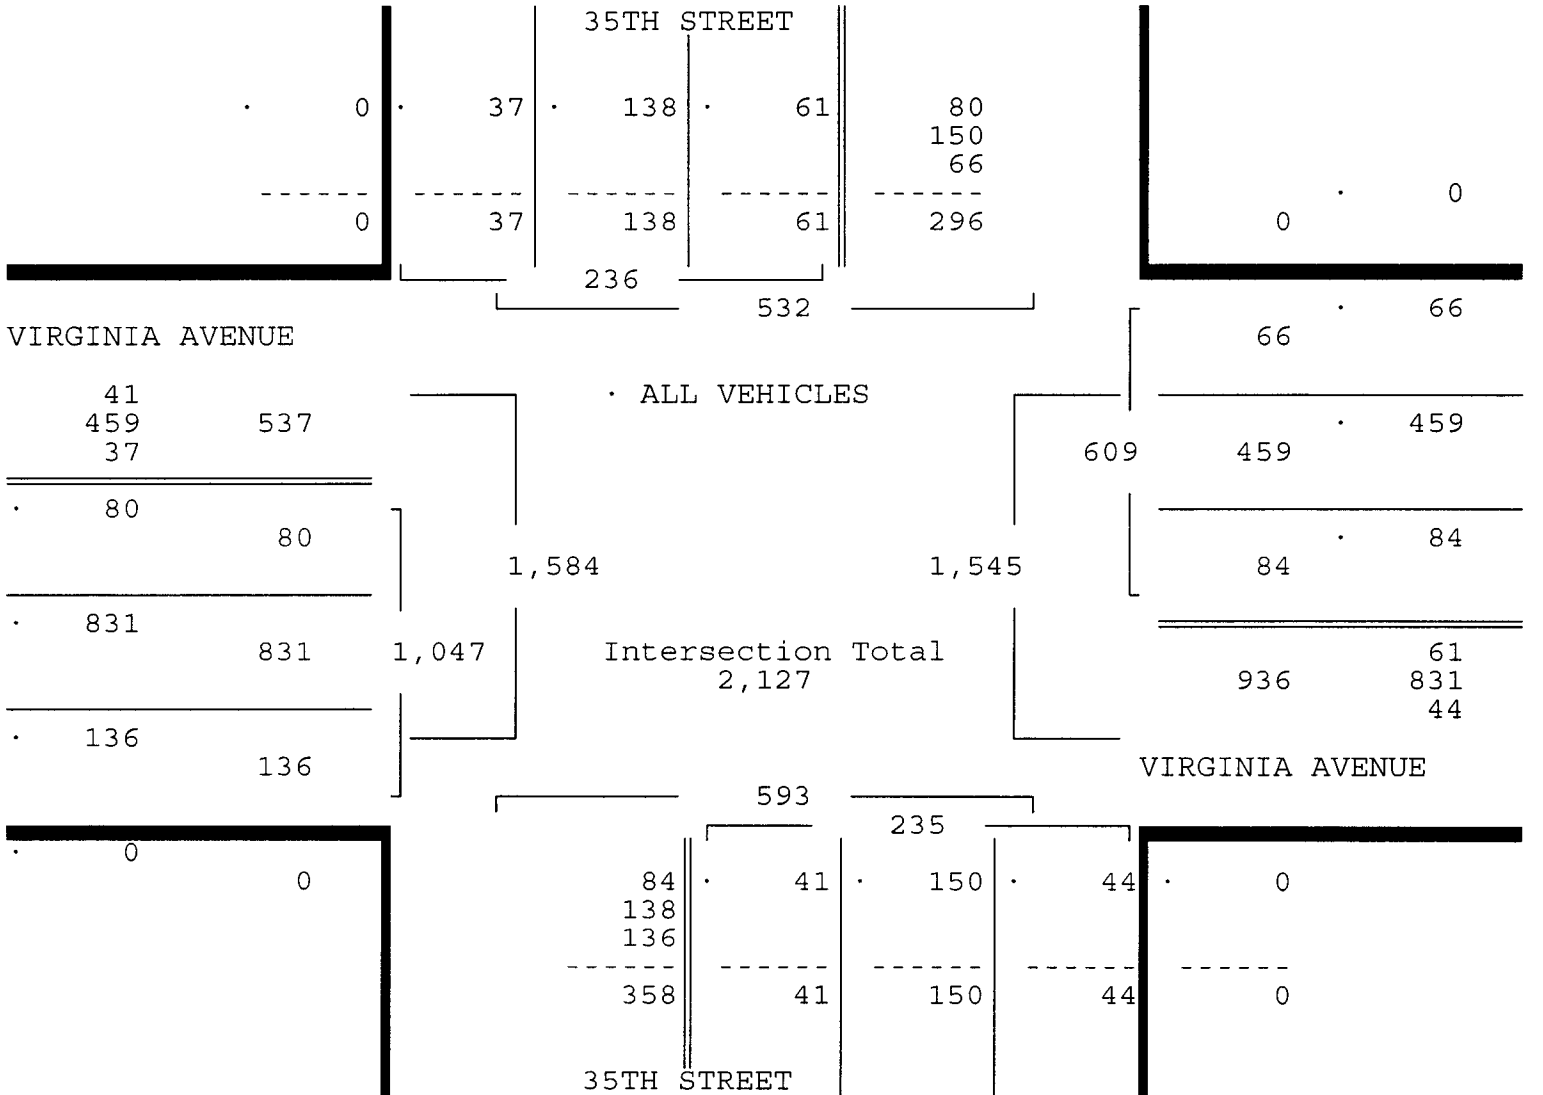 35TH STREET
· 0 · 37 · 138 · 61 80
150
66
------ ------ ------ ------ ------ · 0
0 37 138 61 296 0
236
532 · 66
VIRGINIA AVENUE 66
41 · ALL VEHICLES
459 537 · 459
37 609 459
· 80
80 · 84
1,584 1,545 84
· 831
831 1,047 Intersection Total 61
2,127 936 831
44
· 136
136 VIRGINIA AVENUE
593
235
· 0
0 84 · 41 · 150 · 44 · 0
138
136
------ ------ ------ ------ ------
358 41 150 44 0
35TH STREET